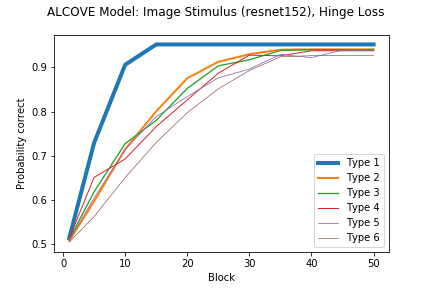 ALCOVE Model: Image Stimulus (resnet152), Hinge Loss
Probability correct
0.9
0.8
0.7
0.6
0.5
0
10
20
30
40
50
Block
Type 1
Type 2
Type 3
Type 4
Type 5
Type 6